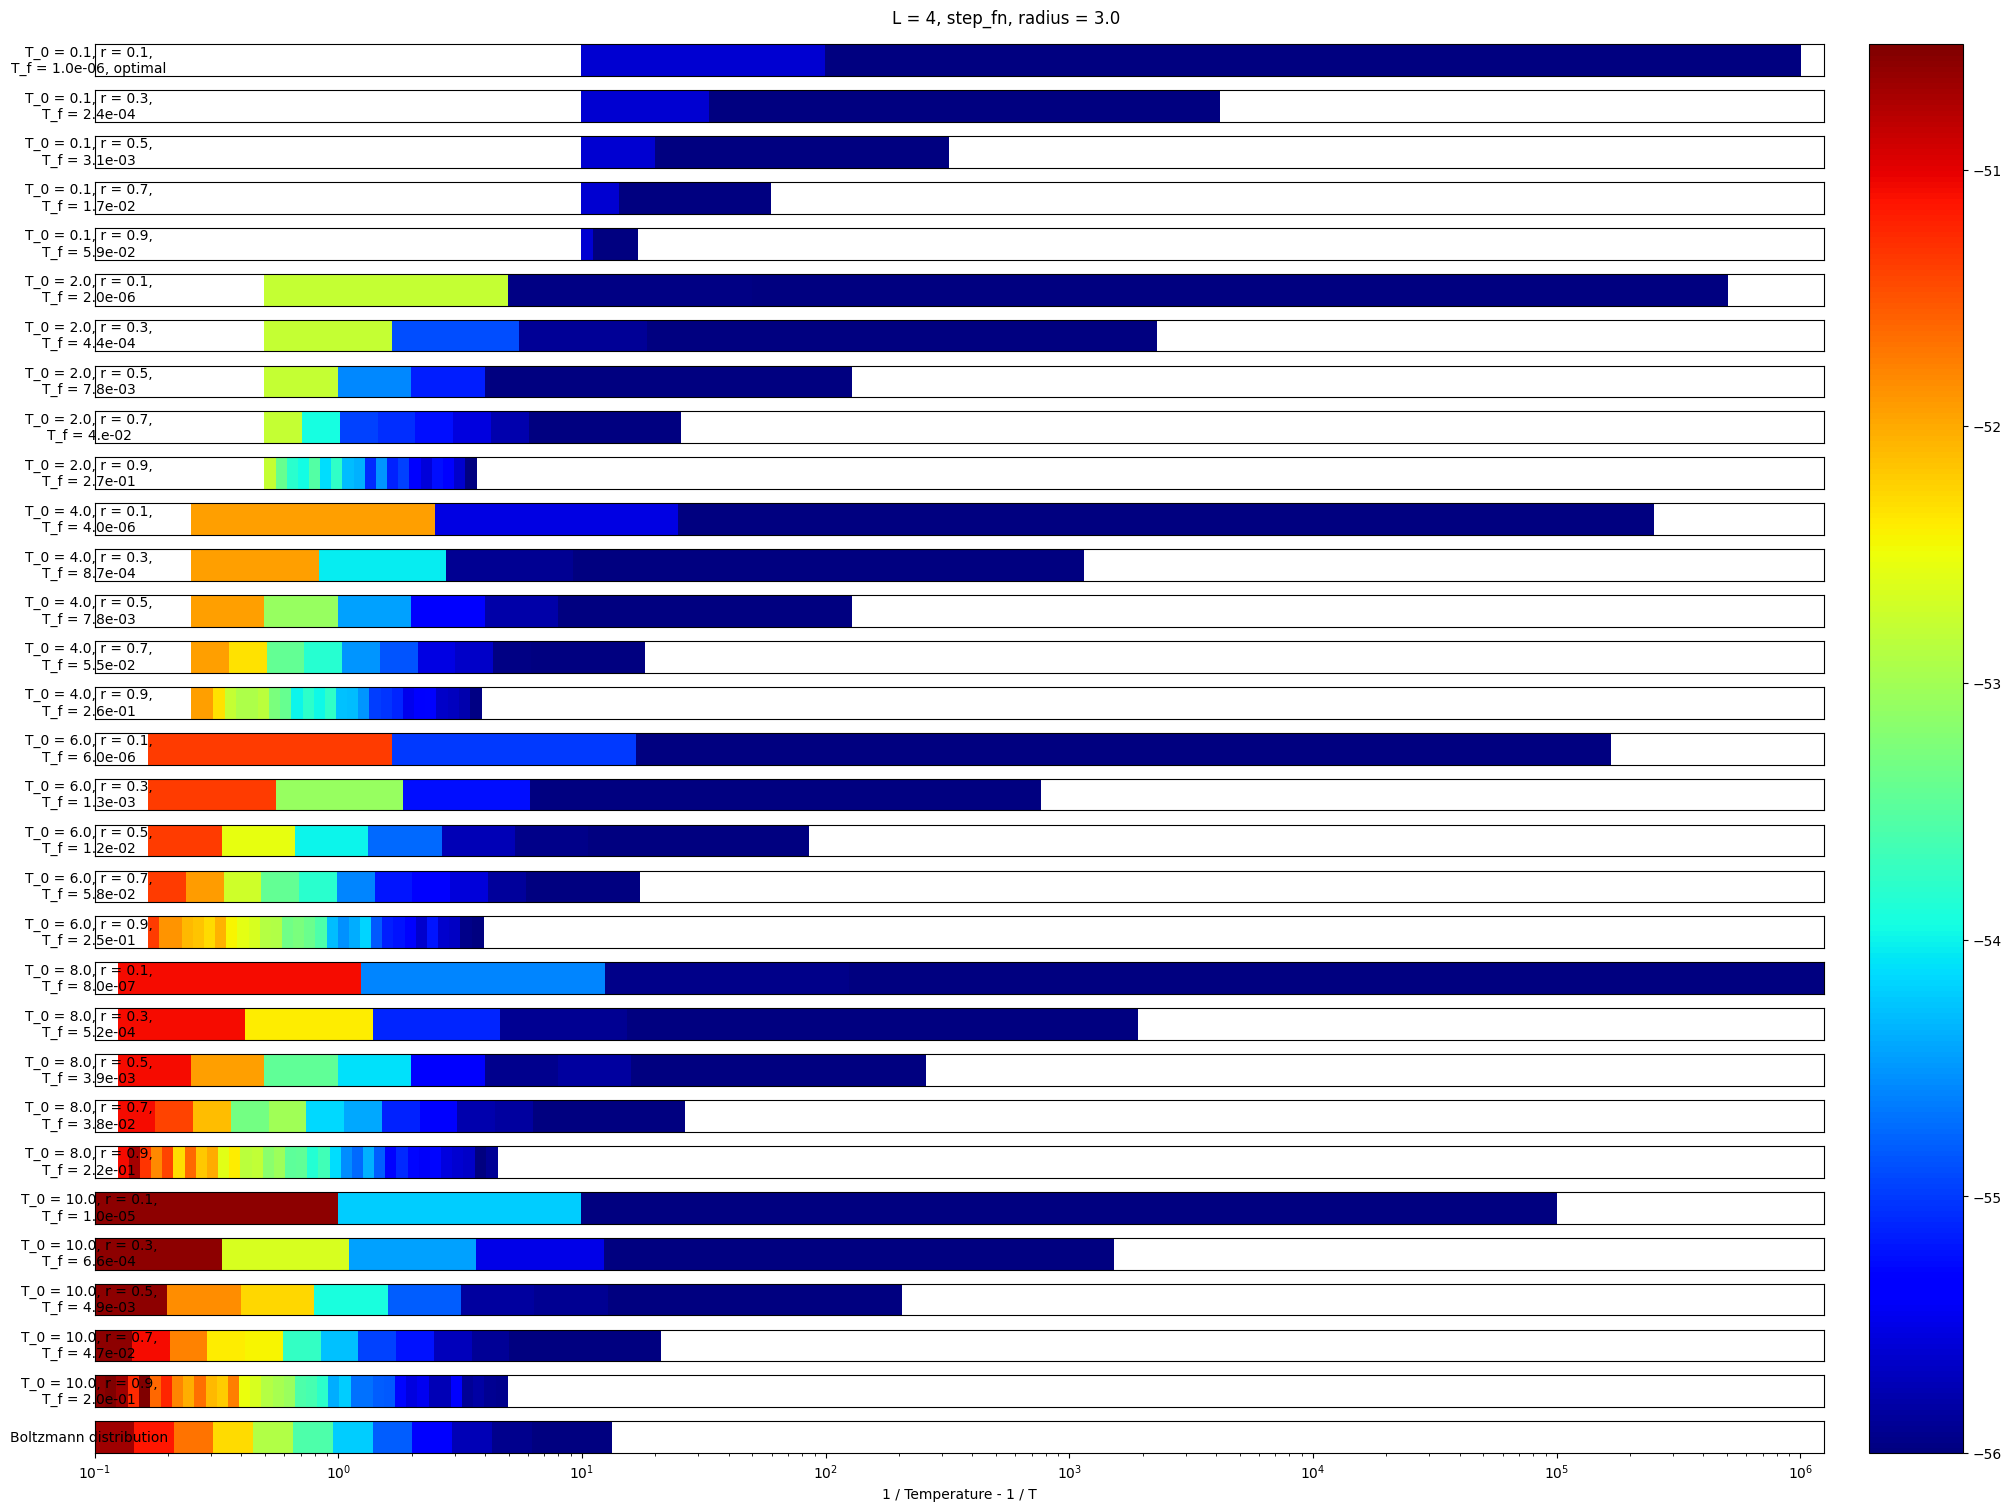 L = 4, step_fn, radius = 3.0
T_0 = 0.1, r = 0.1,
T_f = 1.0e-06, optimal
T_0 = 0.1, r = 0.3,
T_f = 2.4e-04
T_0 = 0.1, r = 0.5,
T_f = 3.1e-03
T_0 = 0.1, r = 0.7,
T_f = 1.7e-02
T_0 = 0.1, r = 0.9,
T_f = 5.9e-02
T_0 = 2.0, r = 0.1,
T_f = 2.0e-06
T_0 = 2.0, r = 0.3,
T_f = 4.4e-04
T_0 = 2.0, r = 0.5,
T_f = 7.8e-03
T_0 = 2.0, r = 0.7,
T_f = 4.e-02
T_0 = 2.0, r = 0.9,
T_f = 2.7e-01
T_0 = 4.0, r = 0.1,
T_f = 4.0e-06
T_0 = 4.0, r = 0.3,
T_f = 8.7e-04
T_0 = 4.0, r = 0.5,
T_f = 7.8e-03
T_0 = 4.0, r = 0.7,
T_f = 5.5e-02
T_0 = 4.0, r = 0.9,
T_f = 2.6e-01
T_0 = 6.0, r = 0.1,
T_f = 6.0e-06
T_0 = 6.0, r = 0.3,
T_f = 1.3e-03
T_0 = 6.0, r = 0.5,
T_f = 1.2e-02
T_0 = 6.0, r = 0.7,
T_f = 5.8e-02
T_0 = 6.0, r = 0.9,
T_f = 2.5e-01
T_0 = 8.0, r = 0.1,
T_f = 8.0e-07
T_0 = 8.0, r = 0.3,
T_f = 5.2e-04
T_0 = 8.0, r = 0.5,
T_f = 3.9e-03
T_0 = 8.0, r = 0.7,
T_f = 3.8e-02
T_0 = 8.0, r = 0.9,
T_f = 2.2e-01
T_0 = 10.0, r = 0.1,
T_f = 1.0e-05
T_0 = 10.0, r = 0.3,
T_f = 6.6e-04
T_0 = 10.0, r = 0.5,
T_f = 4.9e-03
T_0 = 10.0, r = 0.7,
T_f = 4.7e-02
T_0 = 10.0, r = 0.9,
T_f = 2.0e-01
Boltzmann distribution
10⁻¹ 10⁰ 10¹ 10² 10³ 10⁴ 10⁵ 10⁶
1 / Temperature - 1 / T
−51
−52
−53
−54
−55
−56